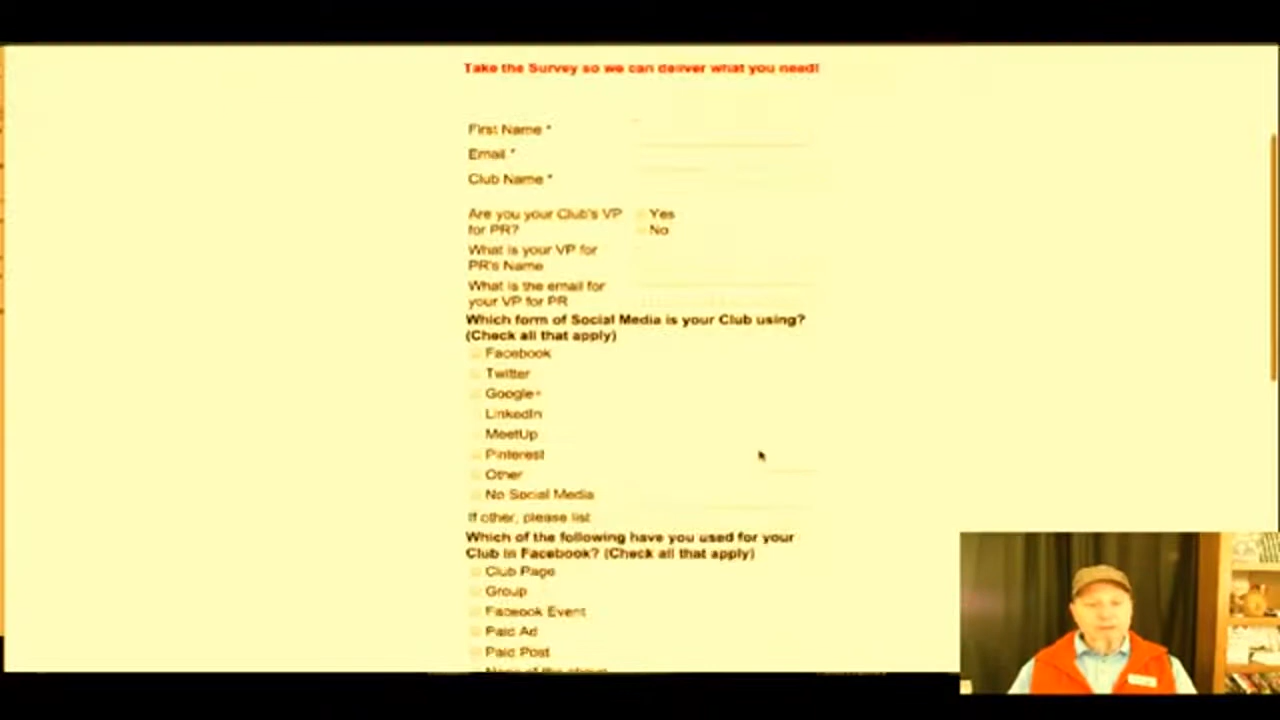 Take the Survey so we can deliver what you need!
First Name *
Email *
Club Name *
Are you your Club's VP
for PR?
Yes
No
What is your VP for
PR's Name
What is the email for
your VP for PR
Which form of Social Media is your Club using?
(Check all that apply)
Facebook
Twitter
Google+
LinkedIn
MeetUp
Pinterest
Other
No Social Media
If other, please list
Which of the following have you used for your
Club in Facebook? (Check all that apply)
Club Page
Group
Facebook Event
Paid Ad
Paid Post
None of the above